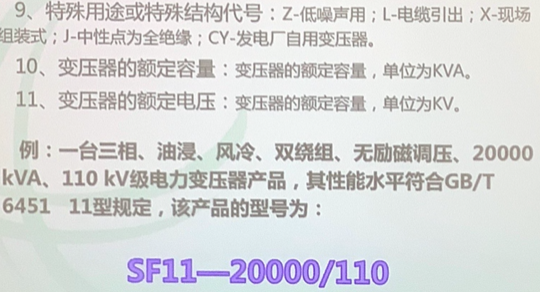 9、特殊用途或特殊结构代号：Z-低噪声用；L-电缆引出；X-现场
组装式；J-中性点为全绝缘；CY-发电厂自用变压器。
10、变压器的额定容量：变压器的额定容量，单位为KVA。
11、变压器的额定电压：变压器的额定容量，单位为KV。
例：一台三相、油浸、风冷、双绕组、无励磁调压、20000
kVA、110 kV级电力变压器产品，其性能水平符合GB/T
6451 11型规定，该产品的型号为：
SF11—20000/110